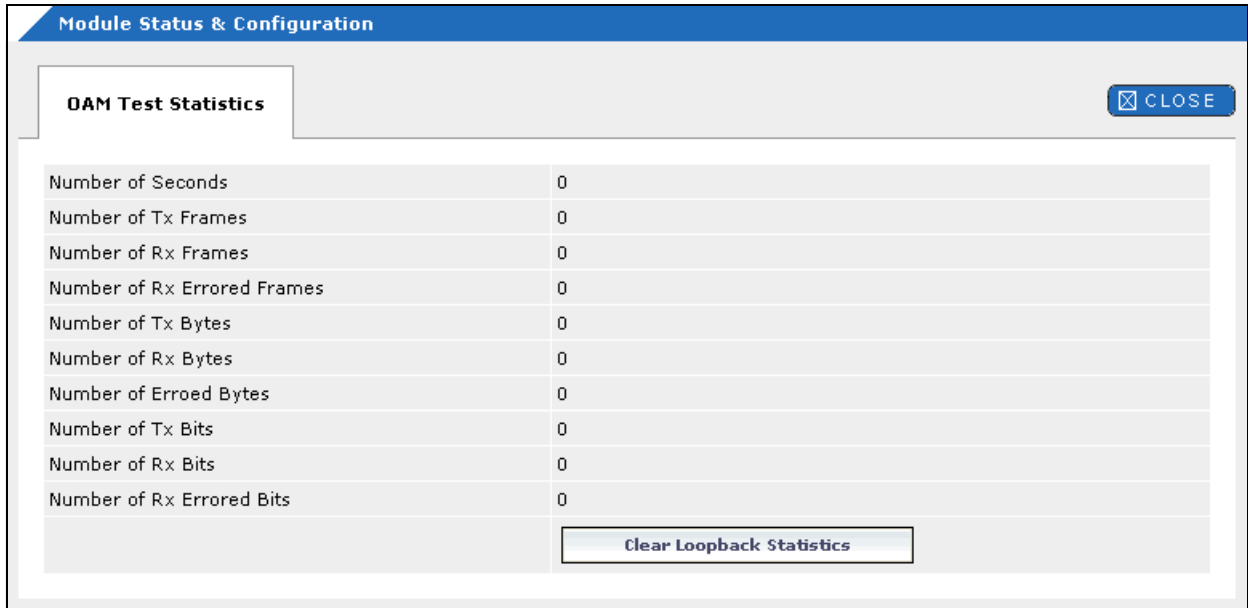 Module Status & Configuration
OAM Test Statistics
CLOSE
Number of Seconds 0
Number of Tx Frames 0
Number of Rx Frames 0
Number of Rx Errored Frames 0
Number of Tx Bytes 0
Number of Rx Bytes 0
Number of Erroed Bytes 0
Number of Tx Bits 0
Number of Rx Bits 0
Number of Rx Errored Bits 0
Clear Loopback Statistics